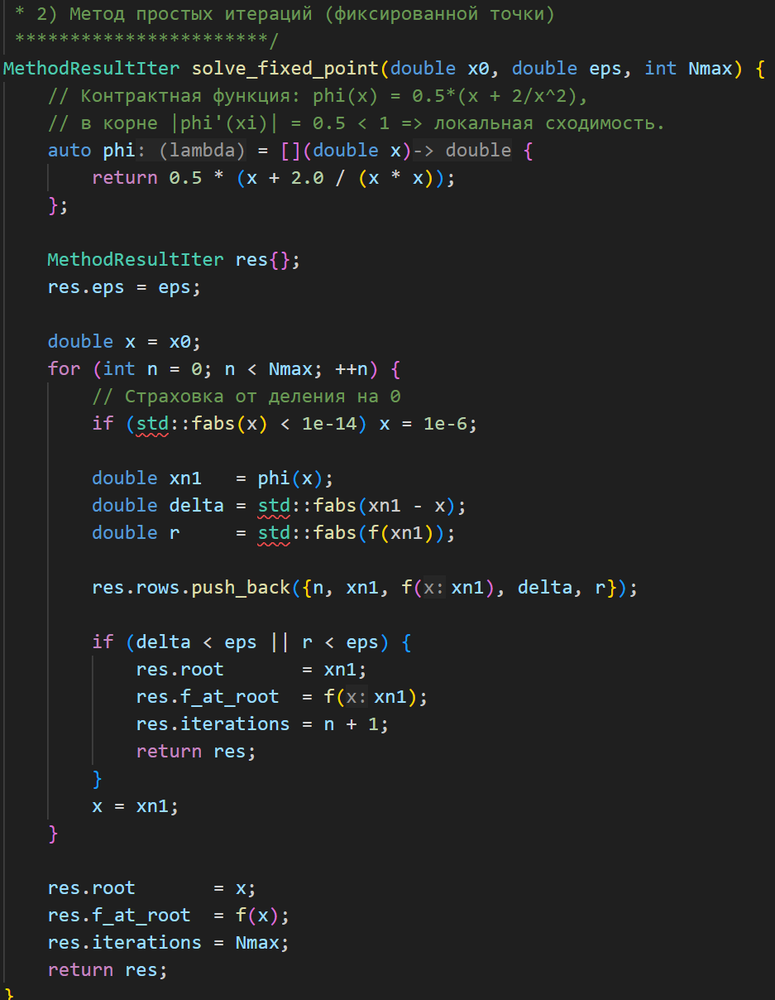 * 2) Метод простых итераций (фиксированной точки)
***********************/
MethodResultIter solve_fixed_point(double x0, double eps, int Nmax) {
// Контрактная функция: phi(x) = 0.5*(x + 2/x^2),
// в корне |phi'(xi)| = 0.5 < 1 => локальная сходимость.
auto phi: (lambda) = [](double x)-> double {
return 0.5 * (x + 2.0 / (x * x));
};
MethodResultIter res{};
res.eps = eps;
double x = x0;
for (int n = 0; n < Nmax; ++n) {
// Страховка от деления на 0
if (std::fabs(x) < 1e-14) x = 1e-6;
double xn1   = phi(x);
double delta = std::fabs(xn1 - x);
double r     = std::fabs(f(xn1));
res.rows.push_back({n, xn1, f(x: xn1), delta, r});
if (delta < eps || r < eps) {
res.root       = xn1;
res.f_at_root  = f(x: xn1);
res.iterations = n + 1;
return res;
}
x = xn1;
}
res.root       = x;
res.f_at_root  = f(x);
res.iterations = Nmax;
return res;
}